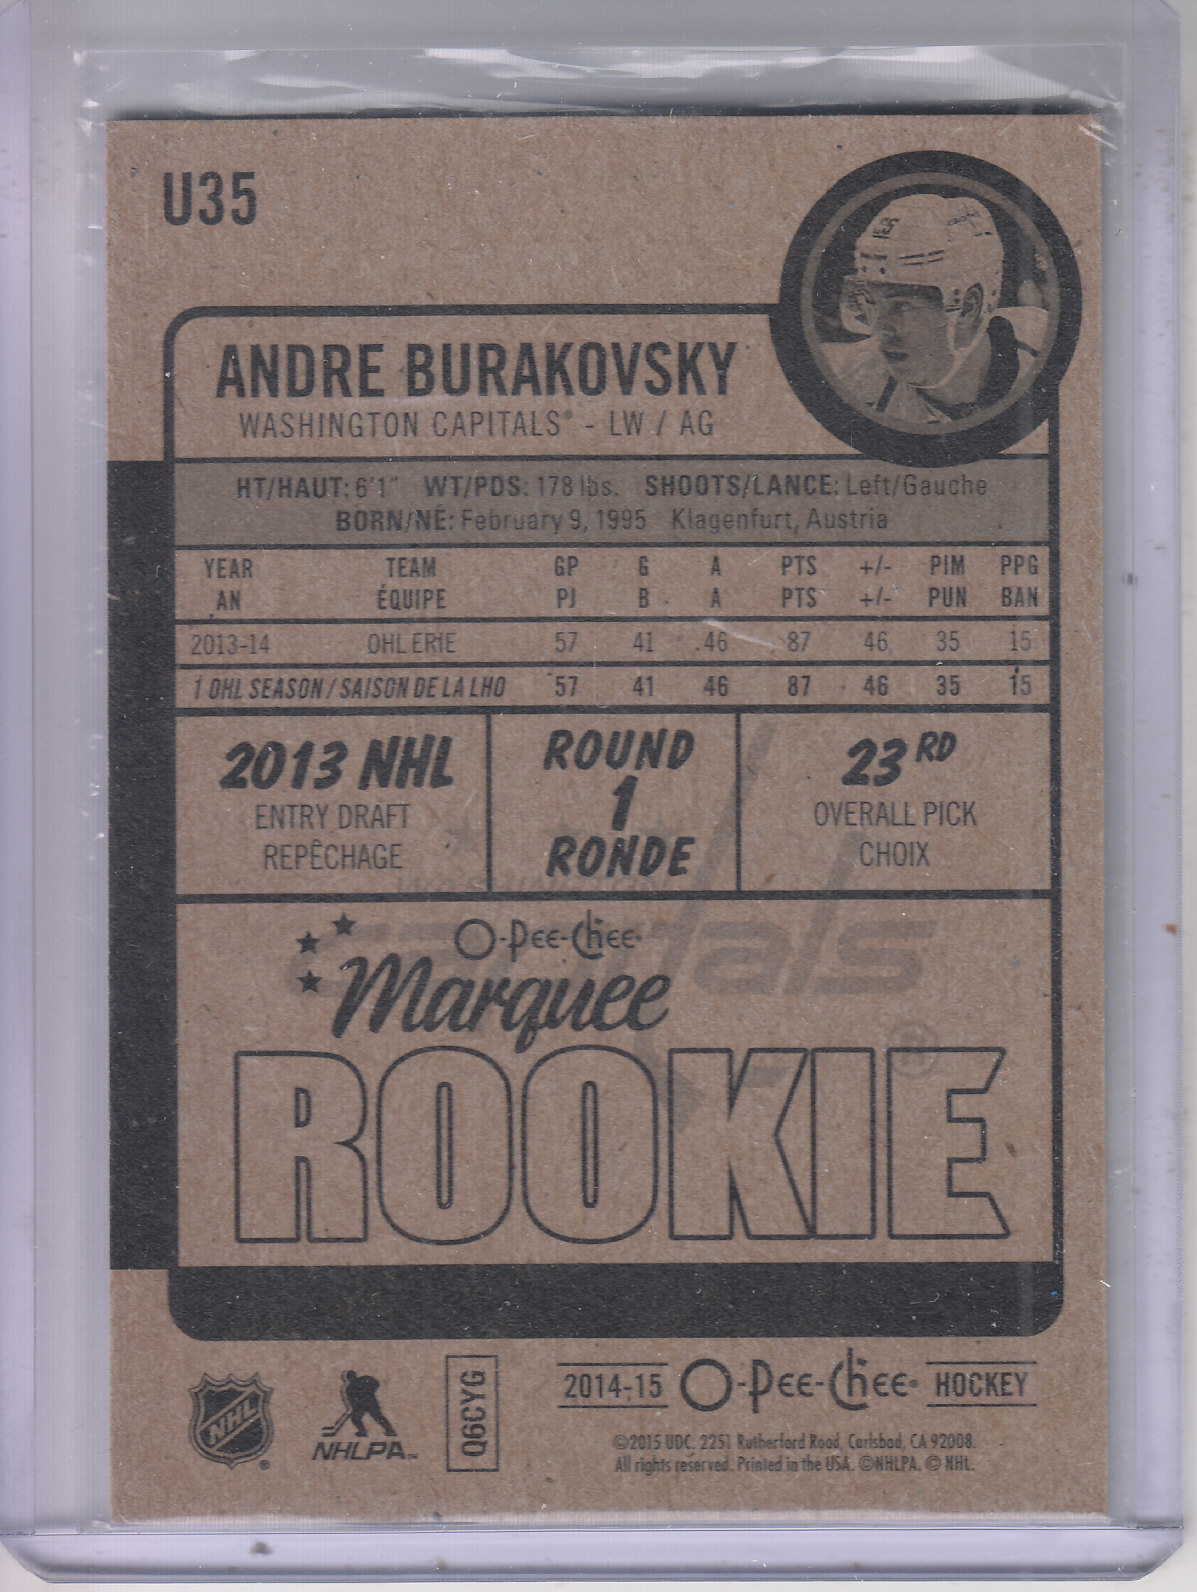 U35
ANDRE BURAKOVSKY
WASHINGTON CAPITALS® - LW / AG
HT/HAUT: 6'1" WT/PDS: 178 lbs. SHOOTS/LANCE: Left/Gauche
BORN/NÉ: February 9, 1995 Klagenfurt, Austria
YEAR TEAM GP G A PTS +/- PIM PPG
AN ÉQUIPE PJ B A PTS +/- PUN BAN
2013-14 OHL ERIE 57 41 46 87 46 35 15
1 OHL SEASON / SAISON DE LA LHO 57 41 46 87 46 35 15
2013 NHL
ENTRY DRAFT
REPÊCHAGE
ROUND
1
RONDE
23RD
OVERALL PICK
CHOIX
capitals
®
O-Pee-Chee
Marquee
ROOKIE
NHL ®
NHLPA™
Q6CYG
2014-15 O-Pee-Chee® HOCKEY
©2015 UDC. 2251 Rutherford Road, Carlsbad, CA 92008.
All rights reserved. Printed in the USA. ©NHLPA. © NHL.